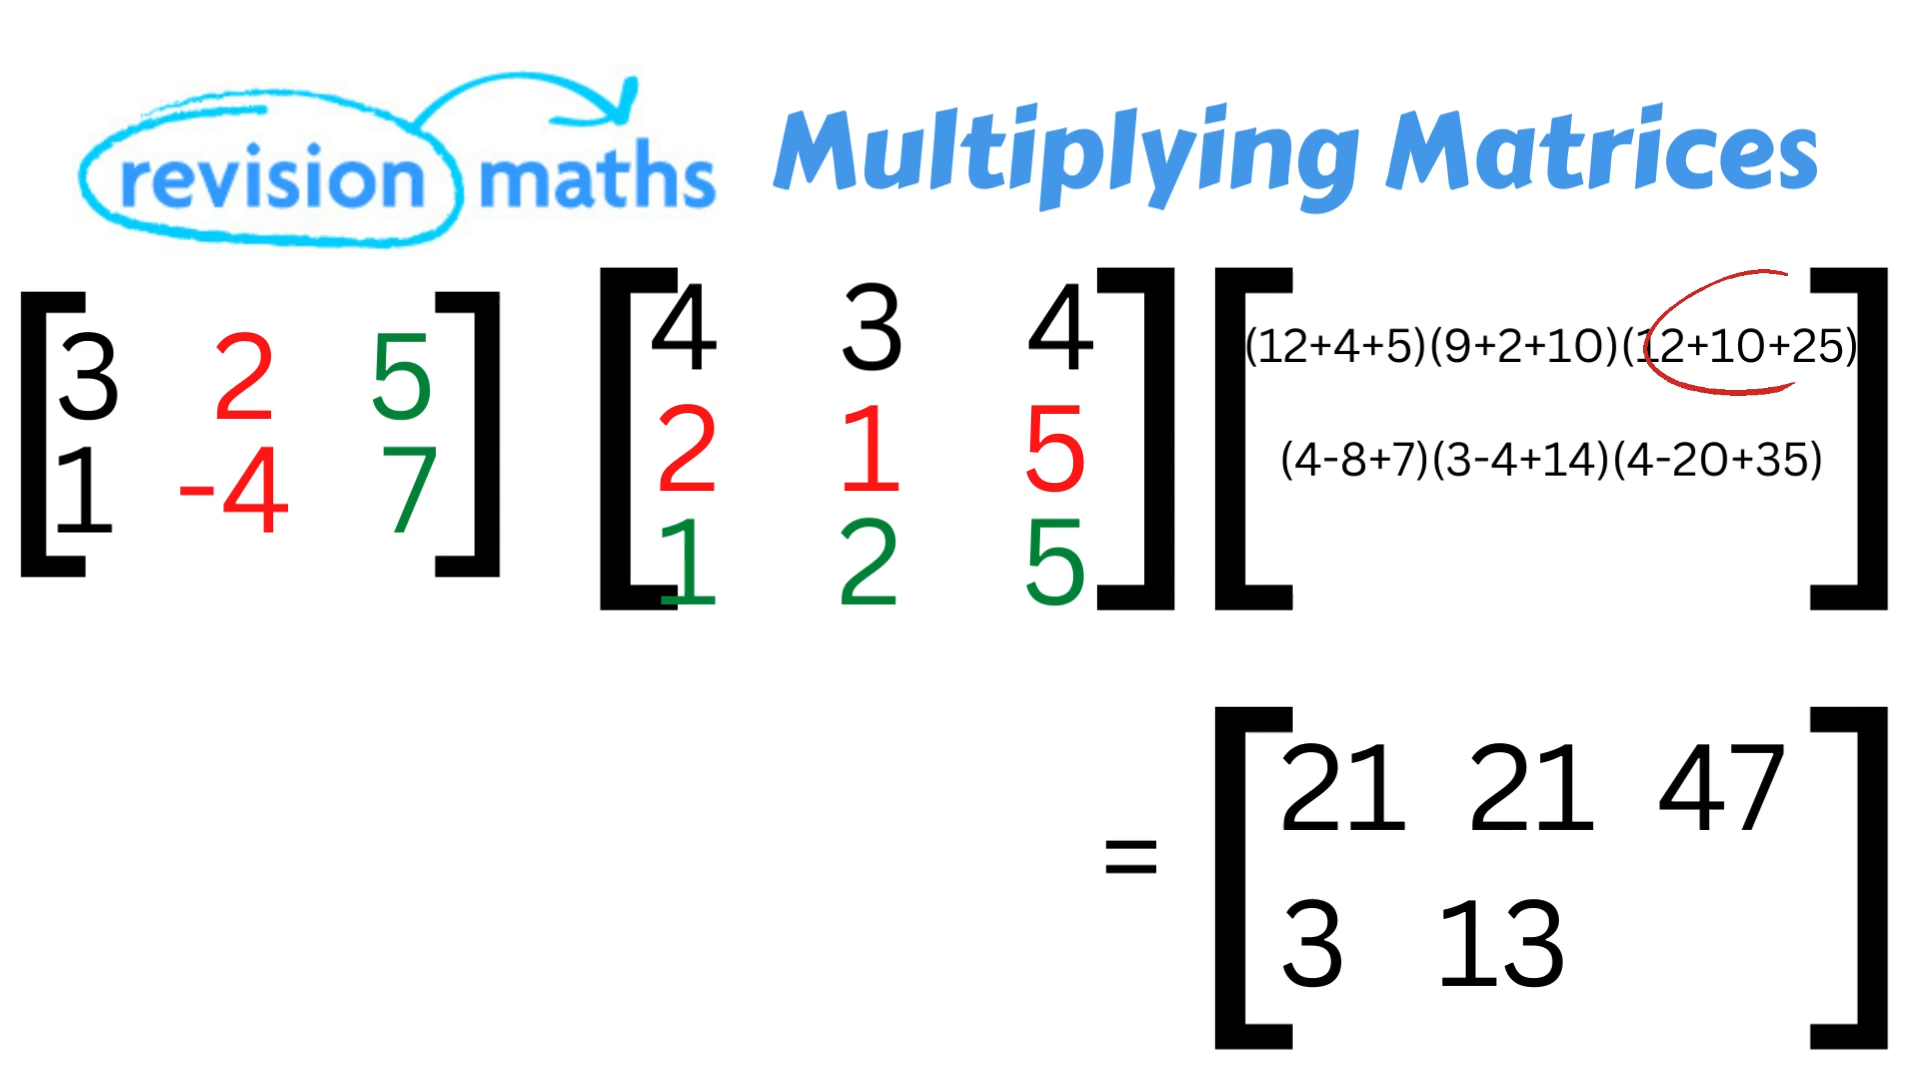 revision maths Multiplying Matrices
3 2 5
1 -4 7
4 3 4
2 1 5
1 2 5
(12+4+5)(9+2+10)(12+10+25)
(4-8+7)(3-4+14)(4-20+35)
=
21 21 47
3 13